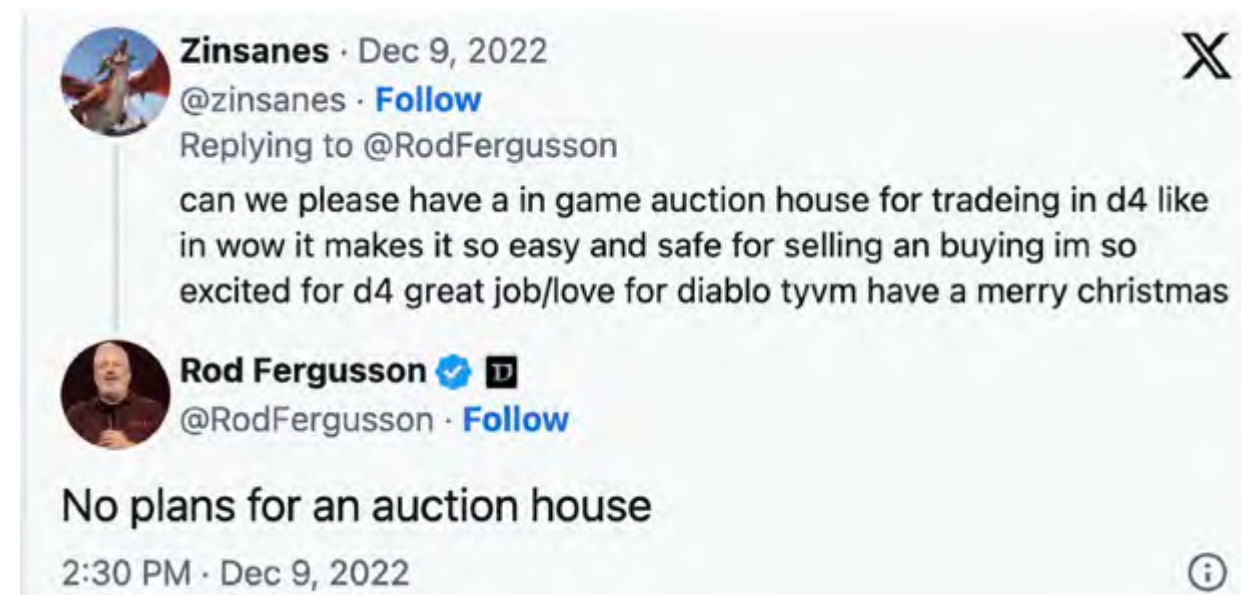 Zinsanes · Dec 9, 2022
@zinsanes · Follow
Replying to @RodFergusson
can we please have a in game auction house for tradeing in d4 like
in wow it makes it so easy and safe for selling an buying im so
excited for d4 great job/love for diablo tyvm have a merry christmas
Rod Fergusson
@RodFergusson · Follow
No plans for an auction house
2:30 PM · Dec 9, 2022